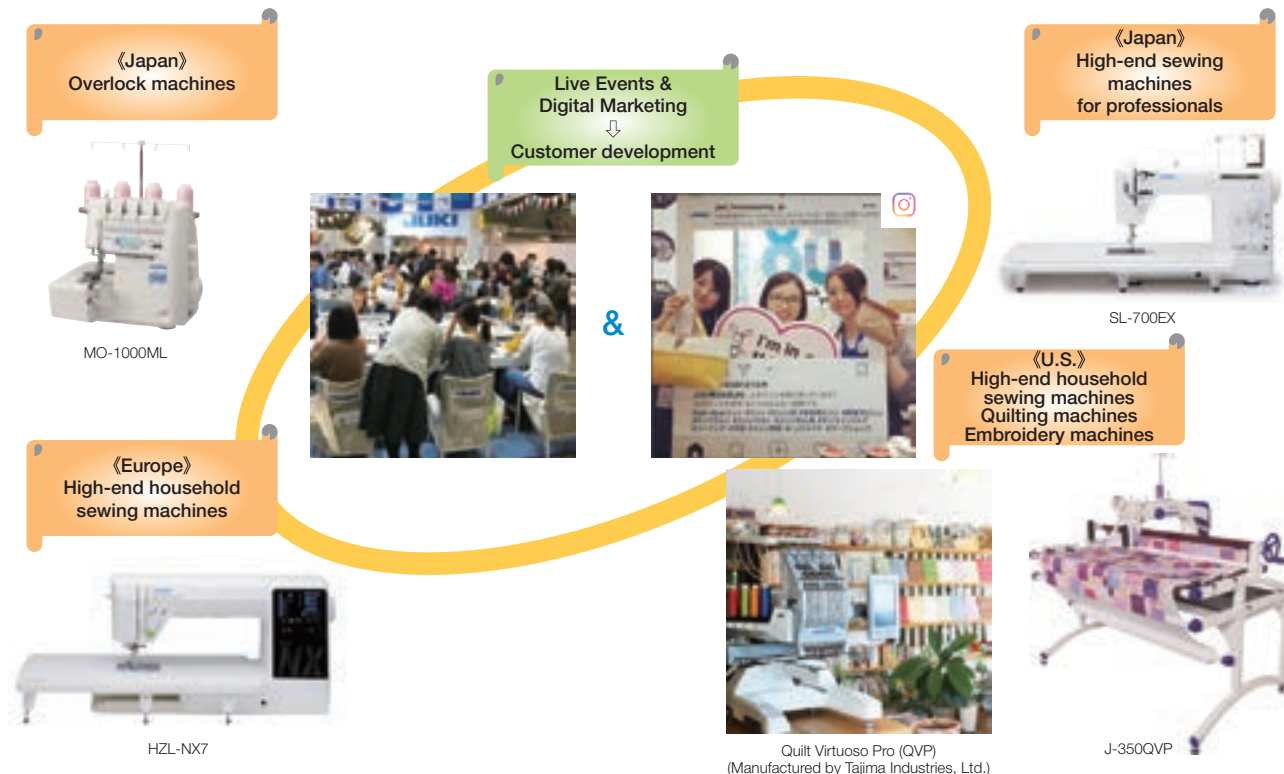 《Japan》
Overlock machines
MO-1000ML
Live Events &
Digital Marketing
⇩
Customer development
《Japan》
High-end sewing
machines
for professionals
SL-700EX
JUKI
&
I'm in
《U.S.》
High-end household
sewing machines
Quilting machines
Embroidery machines
《Europe》
High-end household
sewing machines
NX
HZL-NX7
Quilt Virtuoso Pro (QVP)
(Manufactured by Tajima Industries, Ltd.)
J-350QVP